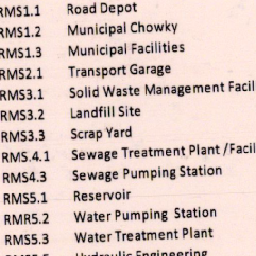 RMS1.1 Road Depot
RMS1.2 Municipal Chowky
RMS1.3 Municipal Facilities
RMS2.1 Transport Garage
RMS3.1 Solid Waste Management Facil
RMS3.2 Landfill Site
RMS3.3 Scrap Yard
RMS.4.1 Sewage Treatment Plant /Facil
RMS4.3 Sewage Pumping Station
RMS5.1 Reservoir
RMR5.2 Water Pumping Station
RMS5.3 Water Treatment Plant
Hydraulic Engineering